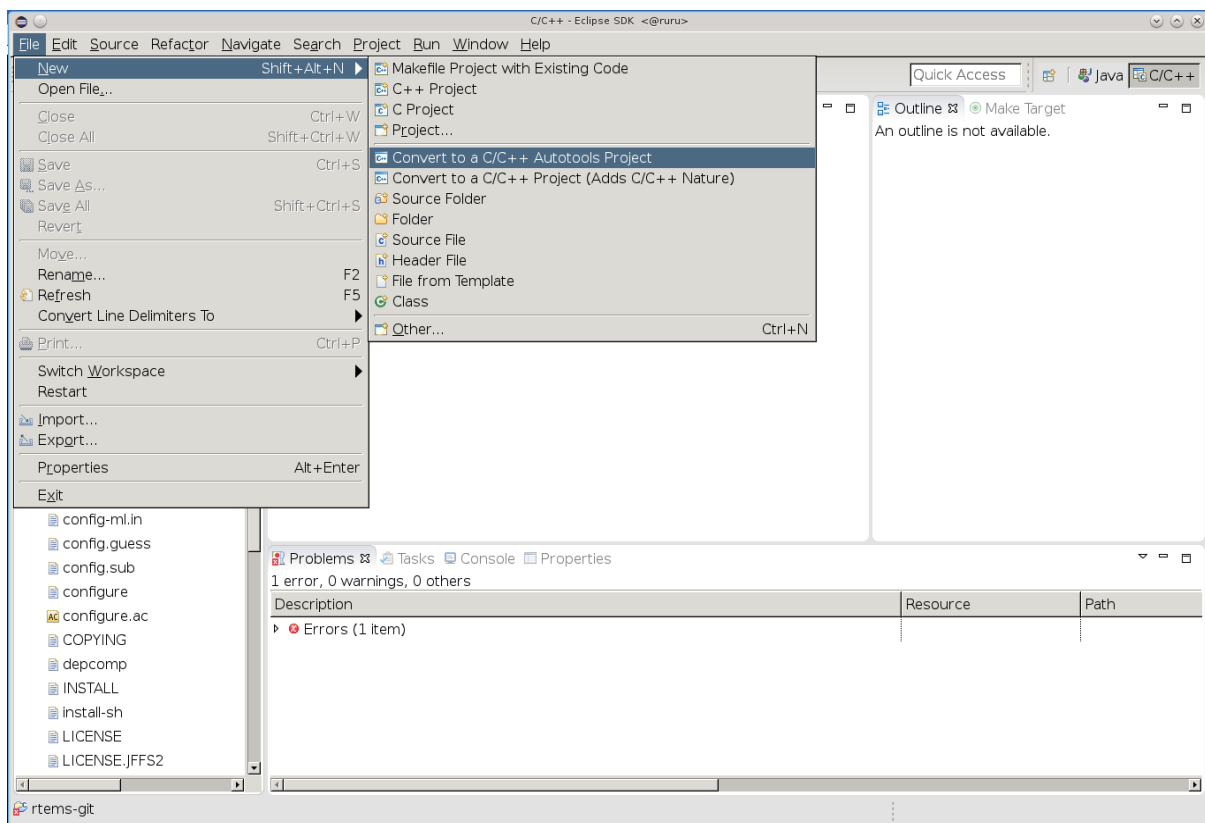 C/C++ - Eclipse SDK <@ruru>
File Edit Source Refactor Navigate Search Project Run Window Help
New Shift+Alt+N
Open File...
Close Ctrl+W
Close All Shift+Ctrl+W
Save Ctrl+S
Save As...
Save All Shift+Ctrl+S
Revert
Move...
Rename... F2
Refresh F5
Convert Line Delimiters To
Print... Ctrl+P
Switch Workspace
Restart
Import...
Export...
Properties Alt+Enter
Exit
Makefile Project with Existing Code
C++ Project
C Project
Project...
Convert to a C/C++ Autotools Project
Convert to a C/C++ Project (Adds C/C++ Nature)
Source Folder
Folder
Source File
Header File
File from Template
Class
Other... Ctrl+N
Quick Access Java C/C++
Outline Make Target
An outline is not available.
config-ml.in
config.guess
config.sub
configure
AC configure.ac
COPYING
depcomp
INSTALL
install-sh
LICENSE
LICENSE.JFFS2
Problems Tasks Console Properties
1 error, 0 warnings, 0 others
Description Resource Path
Errors (1 item)
rtems-git